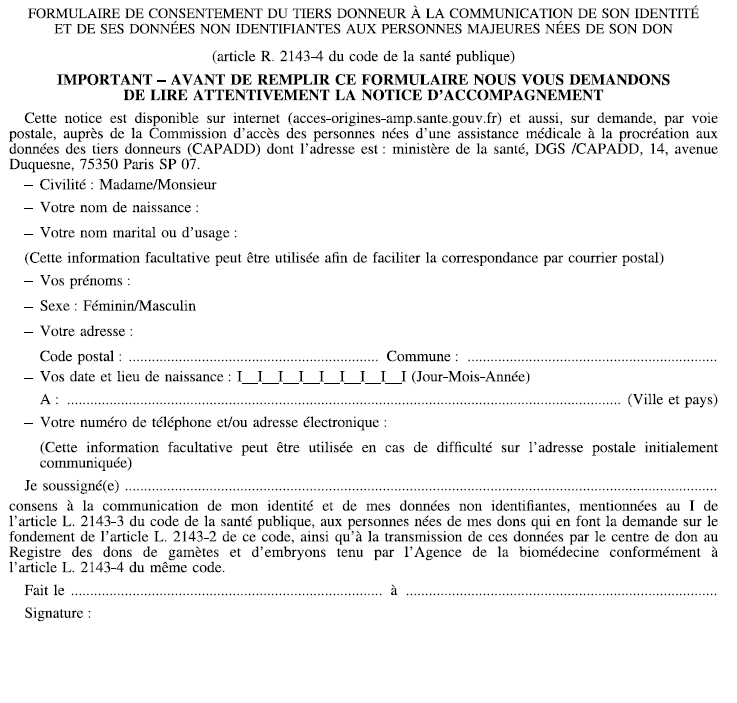 FORMULAIRE DE CONSENTEMENT DU TIERS DONNEUR À LA COMMUNICATION DE SON IDENTITÉ
ET DE SES DONNÉES NON IDENTIFIANTES AUX PERSONNES MAJEURES NÉES DE SON DON
(article R. 2143-4 du code de la santé publique)
IMPORTANT – AVANT DE REMPLIR CE FORMULAIRE NOUS VOUS DEMANDONS
DE LIRE ATTENTIVEMENT LA NOTICE D'ACCOMPAGNEMENT
Cette notice est disponible sur internet (acces-origines-amp.sante.gouv.fr) et aussi, sur demande, par voie
postale, auprès de la Commission d'accès des personnes nées d'une assistance médicale à la procréation aux
données des tiers donneurs (CAPADD) dont l'adresse est : ministère de la santé, DGS /CAPADD, 14, avenue
Duquesne, 75350 Paris SP 07.
– Civilité : Madame/Monsieur
– Votre nom de naissance :
– Votre nom marital ou d'usage :
(Cette information facultative peut être utilisée afin de faciliter la correspondance par courrier postal)
– Vos prénoms :
– Sexe : Féminin/Masculin
– Votre adresse :
Code postal : ............................................................... Commune : ...............................................................
– Vos date et lieu de naissance : I__I__I__I__I__I__I__I__I (Jour-Mois-Année)
A : ............................................................................................................................................ (Ville et pays)
– Votre numéro de téléphone et/ou adresse électronique :
(Cette information facultative peut être utilisée en cas de difficulté sur l'adresse postale initialement
communiquée)
Je soussigné(e) ......................................................................................................................................................
consens à la communication de mon identité et de mes données non identifiantes, mentionnées au I de
l'article L. 2143-3 du code de la santé publique, aux personnes nées de mes dons qui en font la demande sur le
fondement de l'article L. 2143-2 de ce code, ainsi qu'à la transmission de ces données par le centre de don au
Registre des dons de gamètes et d'embryons tenu par l'Agence de la biomédecine conformément à
l'article L. 2143-4 du même code.
Fait le ............................................................................... à ...............................................................................
Signature :